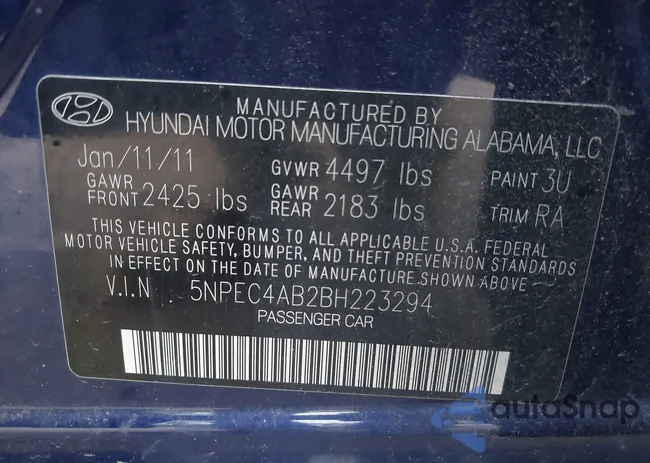 MANUFACTURED BY
HYUNDAI MOTOR MANUFACTURING ALABAMA, LLC
Jan/11/11 GVWR 4497 lbs PAINT 3U
GAWR FRONT 2425 lbs GAWR REAR 2183 lbs TRIM RA
THIS VEHICLE CONFORMS TO ALL APPLICABLE U.S.A. FEDERAL
MOTOR VEHICLE SAFETY, BUMPER, AND THEFT PREVENTION STANDARDS
IN EFFECT ON THE DATE OF MANUFACTURE SHOWN ABOVE
V.I.N 5NPEC4AB2BH223294
PASSENGER CAR
autoSnap